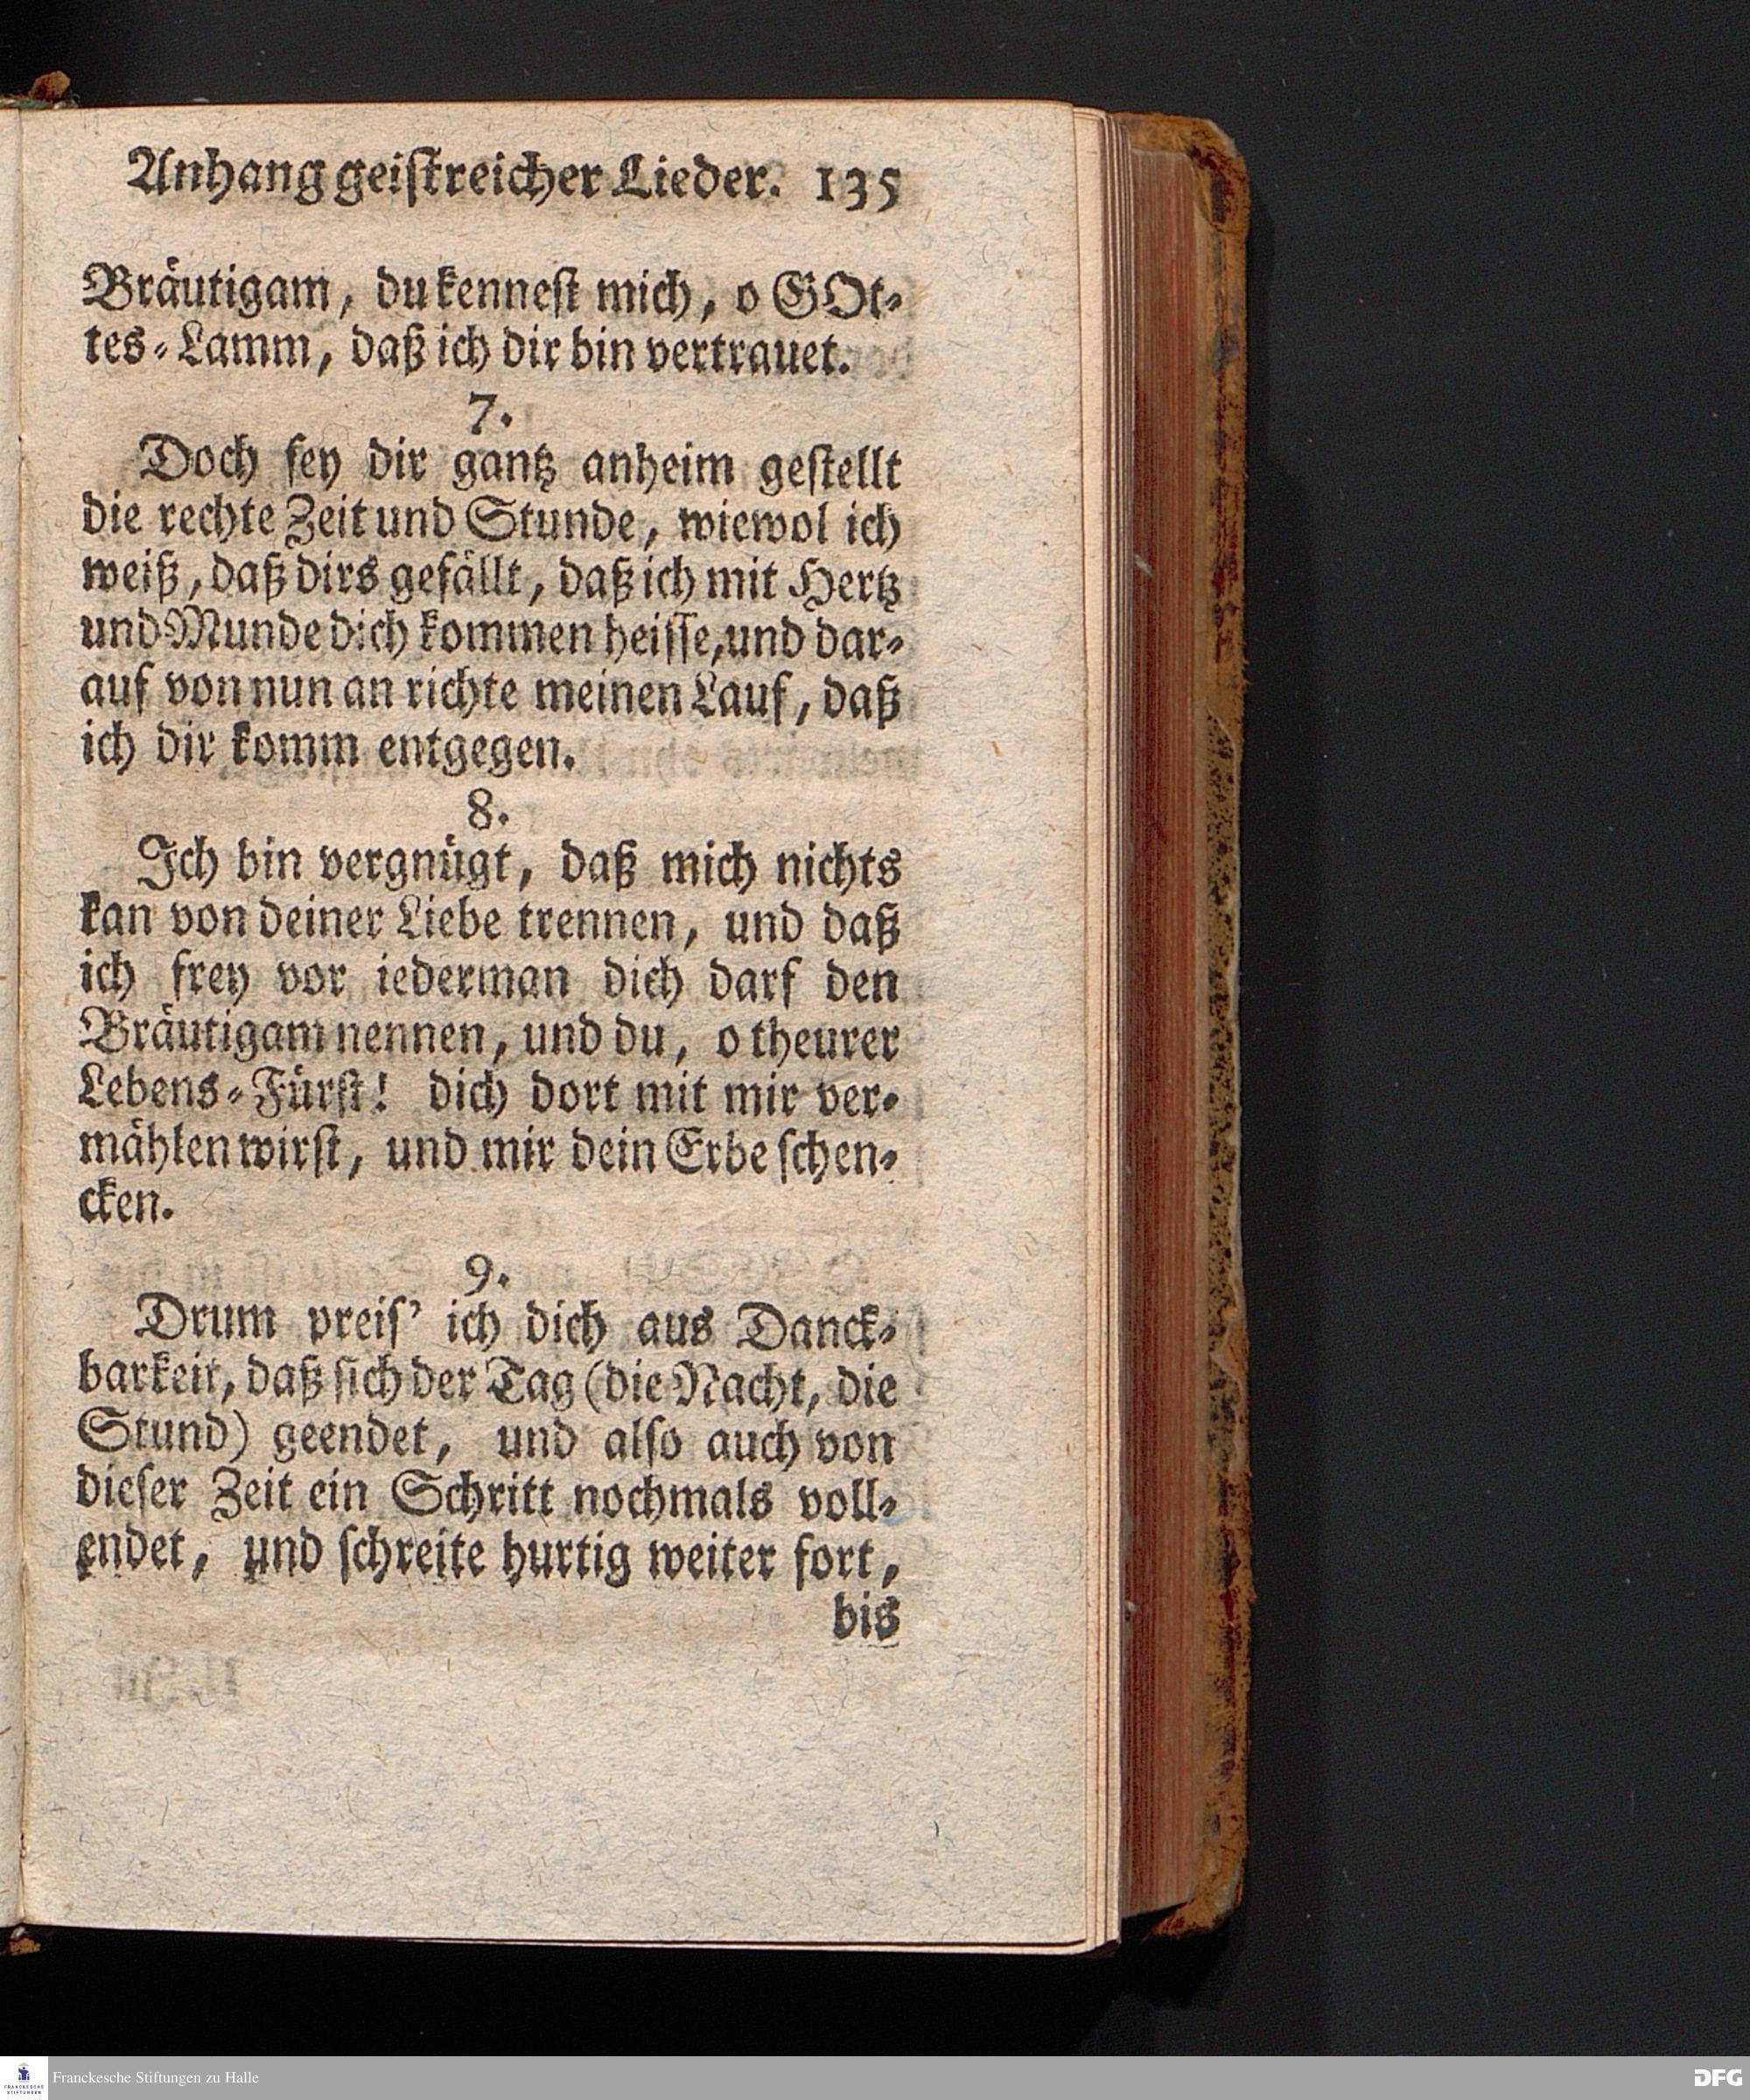 Anhang geistreicher Lieder. 135
Bräutigam, du kennest mich, o GOt-
tes-Lamm, daß ich dir bin vertrauet.
7.
Doch sey dir gantz anheim gestellt
die rechte Zeit und Stunde, wiewol ich
weiß, daß dirs gefällt, daß ich mit Hertz
und Munde dich kommen heisse, und dar-
auf von nun an richte meinen Lauf, daß
ich dir komm entgegen.
8.
Ich bin vergnügt, daß mich nichts
kan von deiner Liebe trennen, und daß
ich frey vor iederman dich darf den
Bräutigam nennen, und du, o theurer
Lebens-Fürst! dich dort mit mir ver-
mählen wirst, und mir dein Erbe schen-
cken.
9.
Drum preis' ich dich aus Danck-
barkeit, daß sich der Tag (die Nacht, die
Stund) geendet, und also auch von
dieser Zeit ein Schritt nochmals voll-
endet, und schreite hurtig weiter fort,
bis
FRANCKESCHE STIFTUNGEN
Franckesche Stiftungen zu Halle
DFG